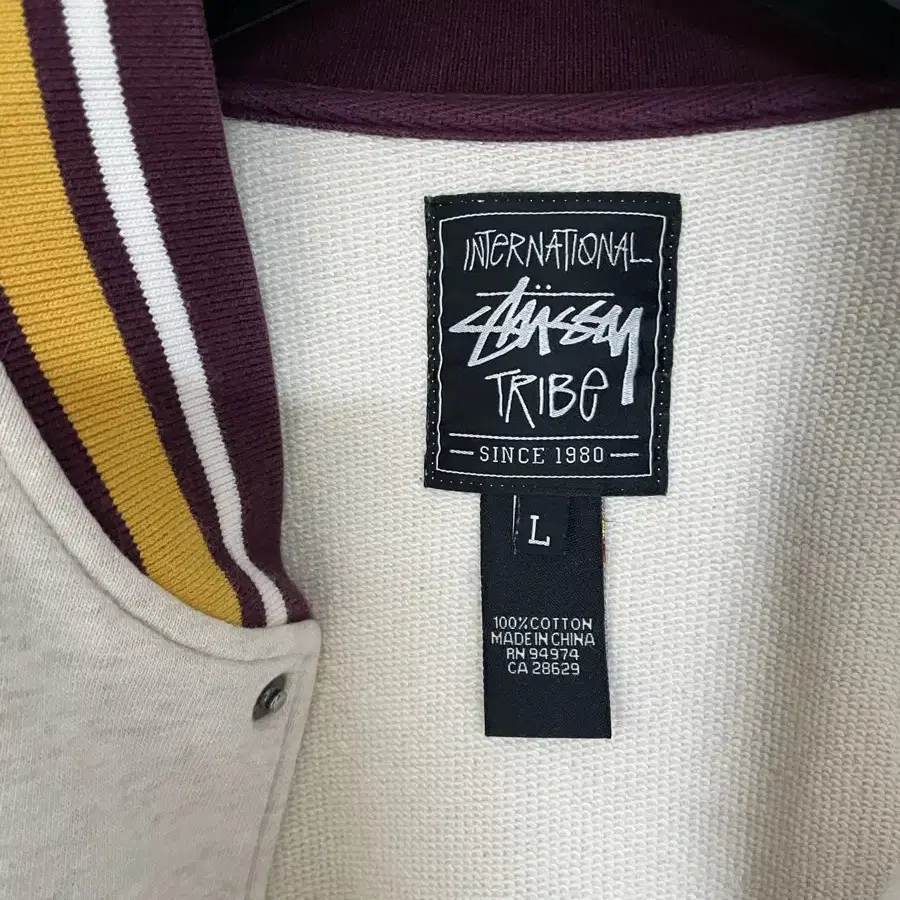 INTERNATIONAL
STÜSSY
TRIBE
SINCE 1980
L
100% COTTON
MADE IN CHINA
RN 94974
CA 28629